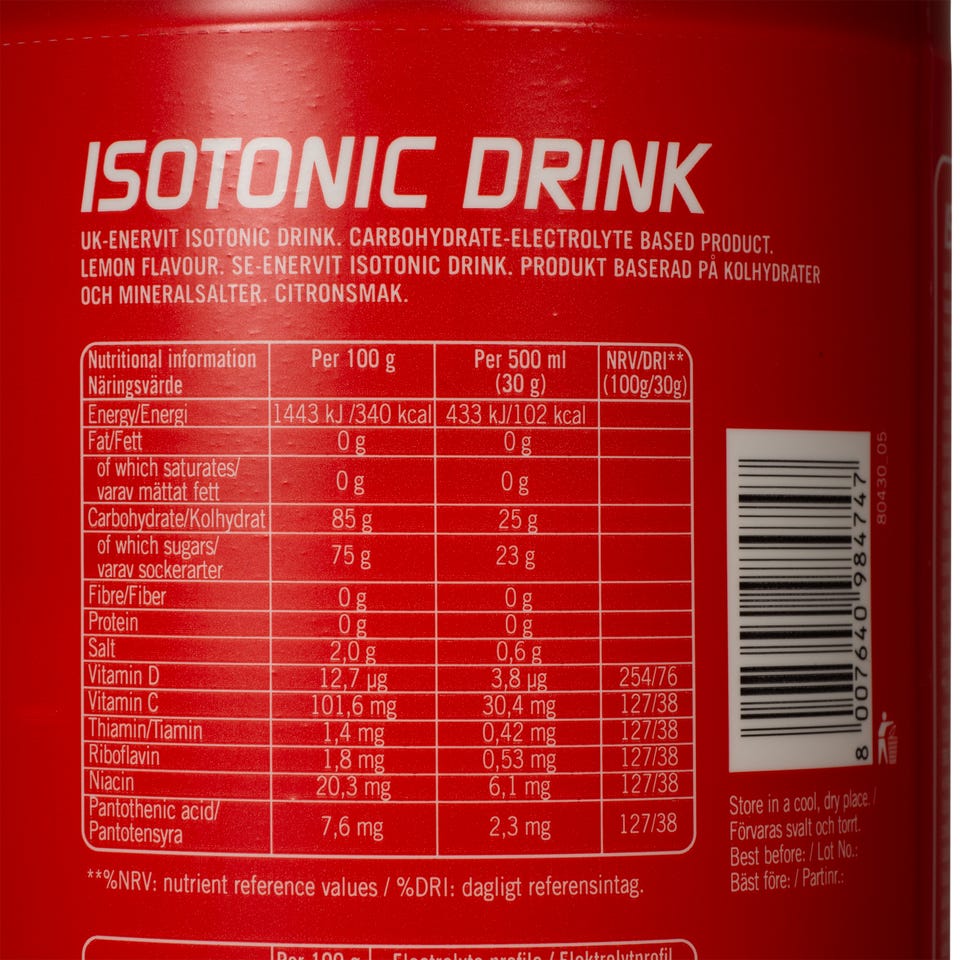 ISOTONIC DRINK
UK-ENERVIT ISOTONIC DRINK. CARBOHYDRATE-ELECTROLYTE BASED PRODUCT.
LEMON FLAVOUR. SE-ENERVIT ISOTONIC DRINK. PRODUKT BASERAD PÅ KOLHYDRATER
OCH MINERALSALTER. CITRONSMAK.
Nutritional information Per 100 g Per 500 ml NRV/DRI**
Näringsvärde (30 g) (100g/30g)
Energy/Energi 1443 kJ /340 kcal 433 kJ/102 kcal
Fat/Fett 0 g 0 g
of which saturates/
varav mättat fett 0 g 0 g
Carbohydrate/Kolhydrat 85 g 25 g
of which sugars/
varav sockerarter 75 g 23 g
Fibre/Fiber 0 g 0 g
Protein 0 g 0 g
Salt 2,0 g 0,6 g
Vitamin D 12,7 µg 3,8 µg 254/76
Vitamin C 101,6 mg 30,4 mg 127/38
Thiamin/Tiamin 1,4 mg 0,42 mg 127/38
Riboflavin 1,8 mg 0,53 mg 127/38
Niacin 20,3 mg 6,1 mg 127/38
Pantothenic acid/
Pantotensyra 7,6 mg 2,3 mg 127/38
**%NRV: nutrient reference values / %DRI: dagligt referensintag.
Per 100 g Electrolyte profile / Elektrolytprofil
80430_05
8 007640 984747
Store in a cool, dry place. /
Förvaras svalt och torrt.
Best before: / Lot No.:
Bäst före: / Partinr.: